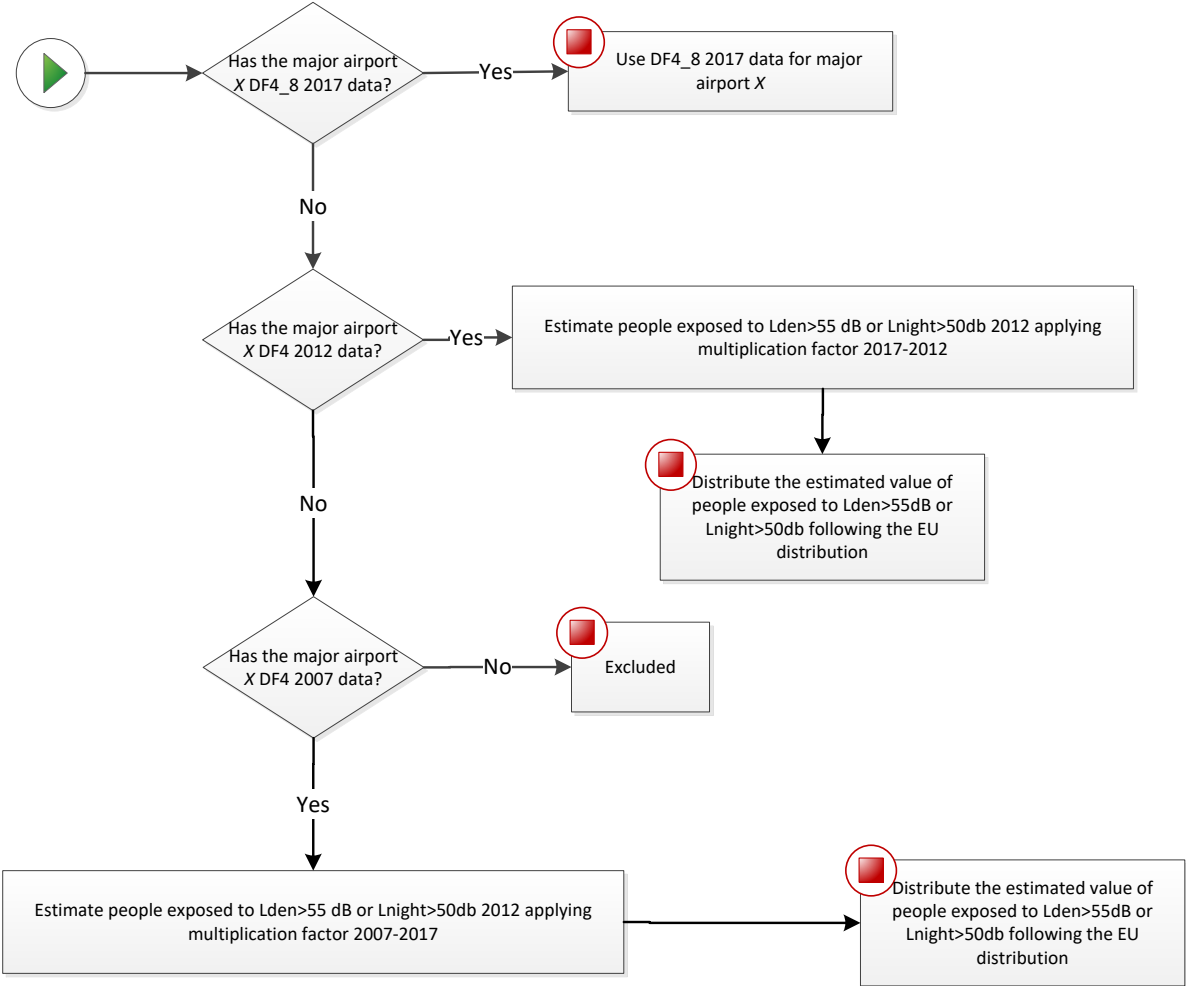 Has the major airport
X DF4_8 2017 data?
Yes
Use DF4_8 2017 data for major
airport X
No
Has the major airport
X DF4 2012 data?
Yes
Estimate people exposed to Lden>55 dB or Lnight>50db 2012 applying
multiplication factor 2017-2012
Distribute the estimated value of
people exposed to Lden>55dB or
Lnight>50db following the EU
distribution
No
Has the major airport
X DF4 2007 data?
No
Excluded
Yes
Estimate people exposed to Lden>55 dB or Lnight>50db 2012 applying
multiplication factor 2007-2017
Distribute the estimated value of
people exposed to Lden>55dB or
Lnight>50db following the EU
distribution